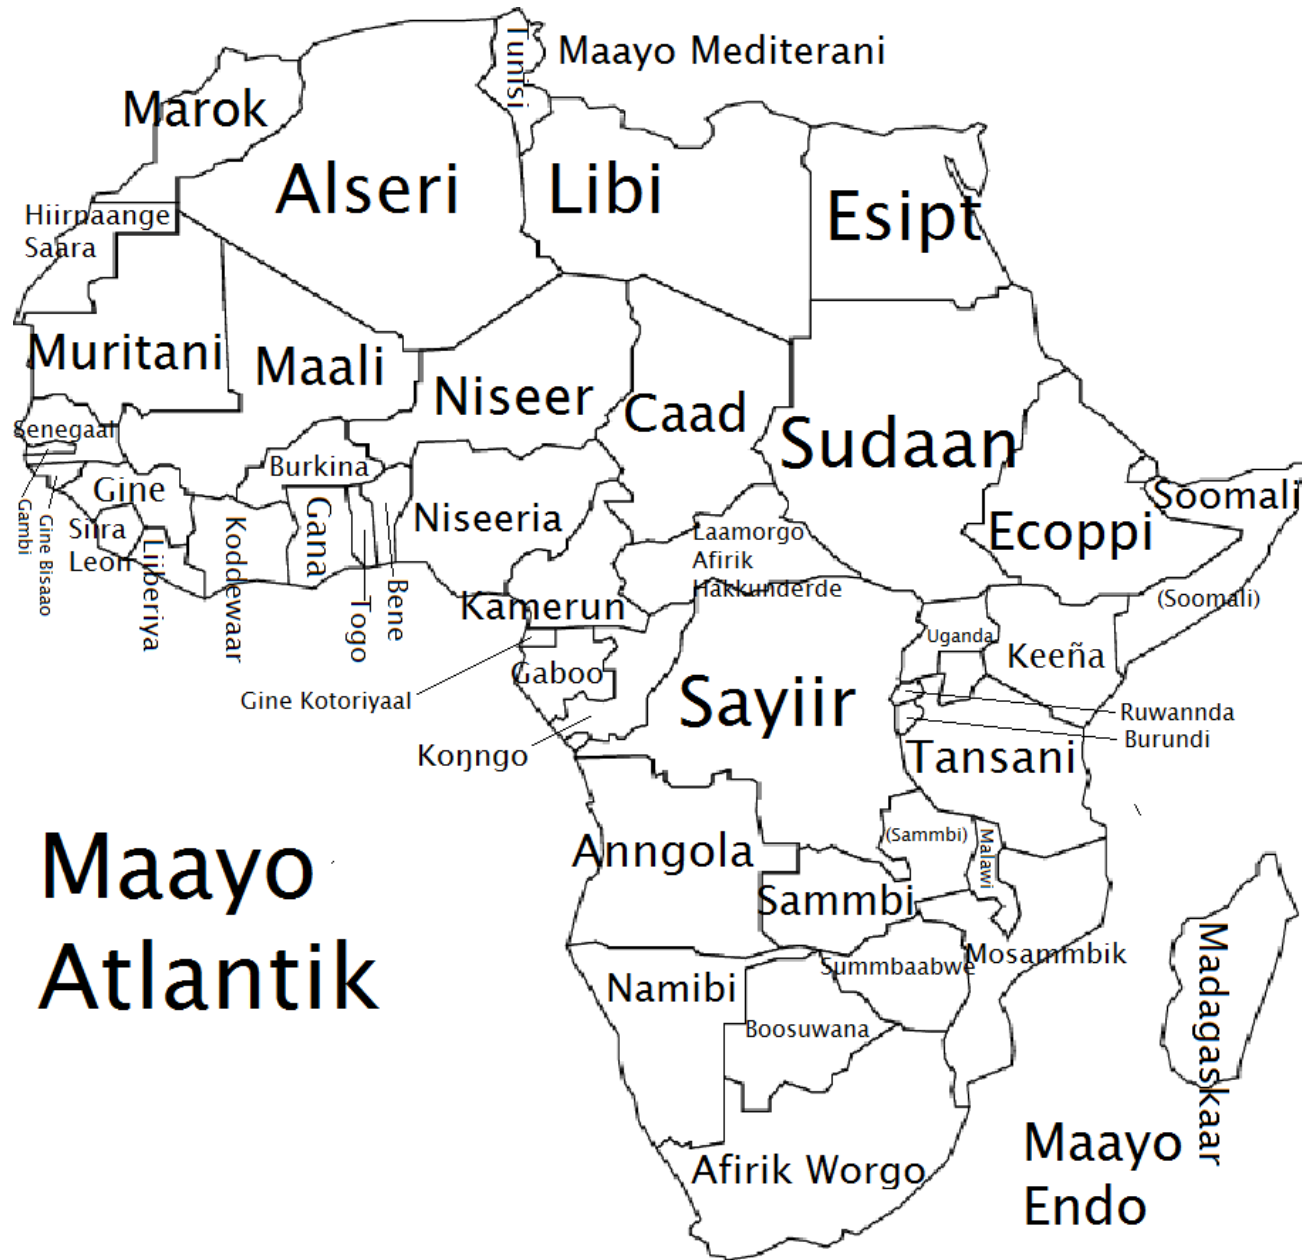 Tunisi
Maayo Mediterani
Marok
Alseri
Libi
Esipt
Hiirnaange
Saara
Muritani
Maali
Niseer
Caad
Sudaan
Senegaal
Burkina
Gine
Niseeria
Soomali
Ecoppi
Gambi
Gine Bisaao
Siira
Leon
Liiberiya
Koddewaar
Gana
Togo
Bene
Laamorgo
Afirik
Hakkunderde
Kamerun
(Soomali)
Uganda
Keeña
Gaboo
Sayiir
Gine Kotoriyaal
Ruwannda
Burundi
Koŋngo
Tansani
Maayo
Atlantik
Anngola
(Sammbi)
Malawi
Sammbi
Mosammbik
Madagaskaar
Namibi
Summbaabwe
Boosuwana
Afirik Worgo
Maayo
Endo